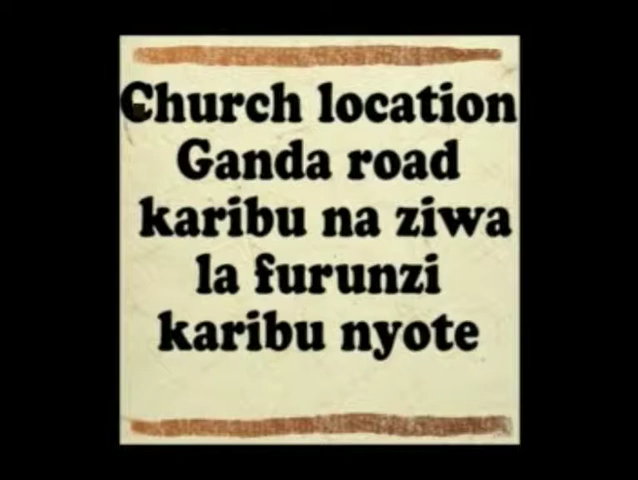 Church location
Ganda road
karibu na ziwa
la furunzi
karibu nyote